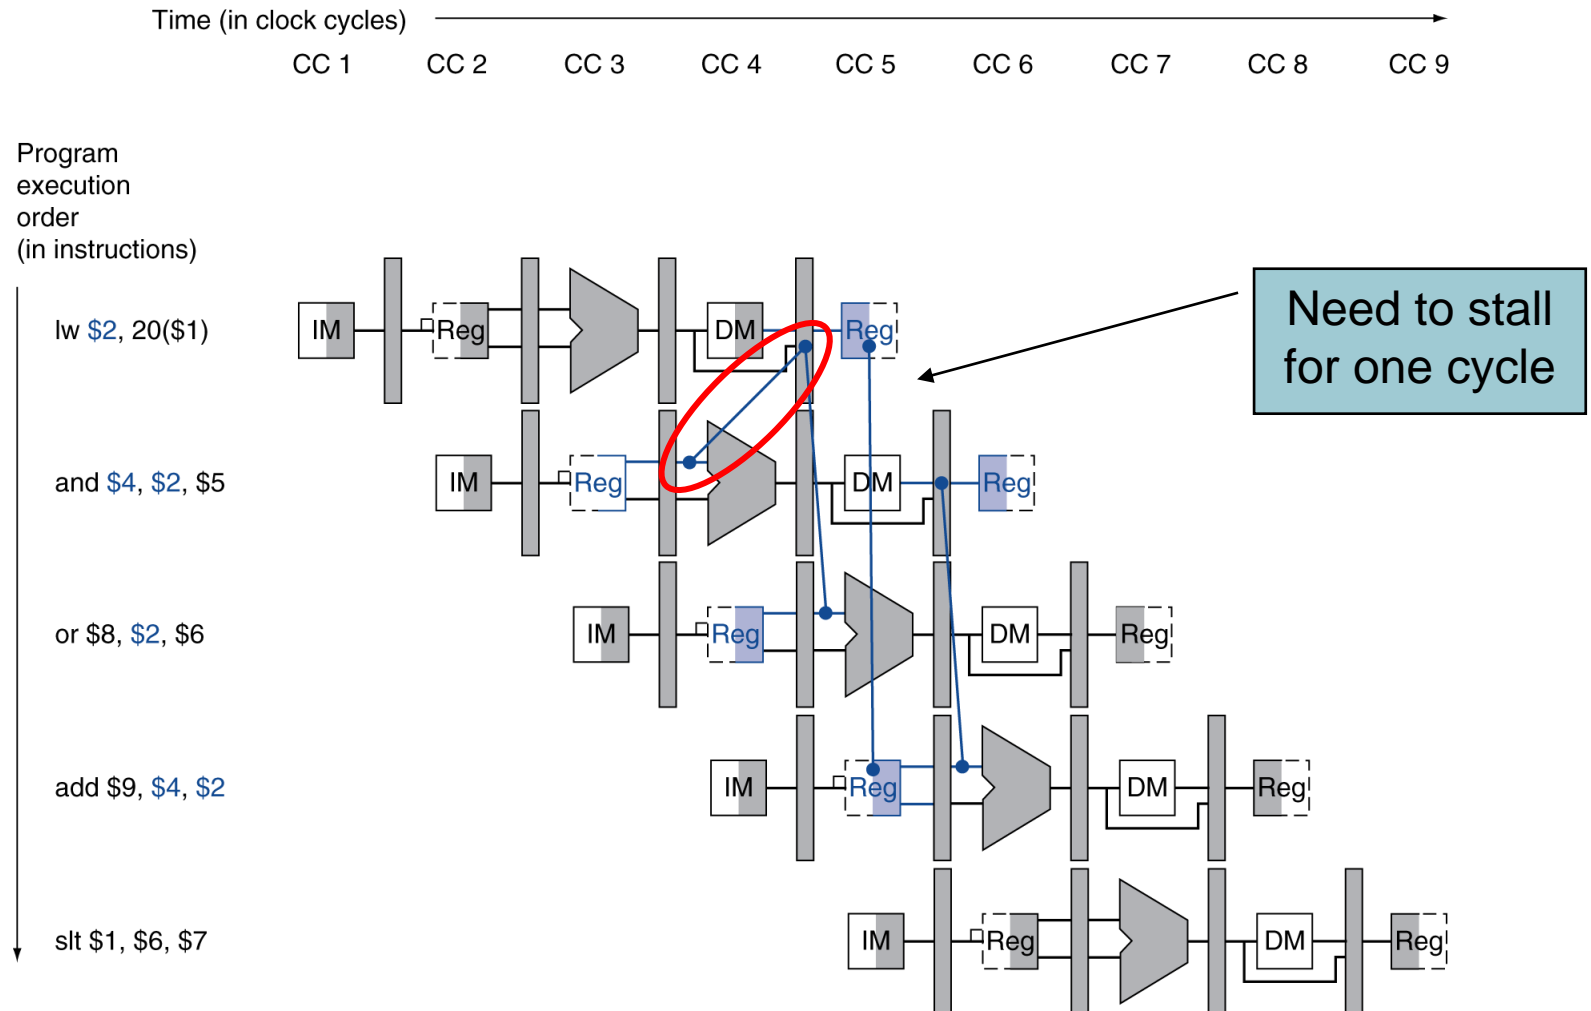 Time (in clock cycles)
CC 1 CC 2 CC 3 CC 4 CC 5 CC 6 CC 7 CC 8 CC 9
Program
execution
order
(in instructions)
Need to stall
for one cycle
lw $2, 20($1) IM Reg DM Reg
and $4, $2, $5 IM Reg DM Reg
or $8, $2, $6 IM Reg DM Reg
add $9, $4, $2 IM Reg DM Reg
slt $1, $6, $7 IM Reg DM Reg